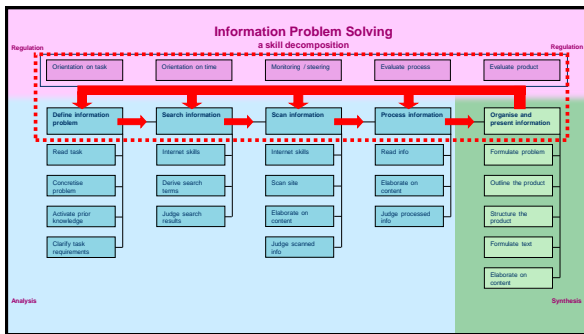 Information Problem Solving
a skill decomposition
Regulation
Regulation
Orientation on task
Orientation on time
Monitoring / steering
Evaluate process
Evaluate product
Define information
problem
Search information
Scan information
Process information
Organise and
present information
Read task
Internet skills
Internet skills
Read info
Formulate problem
Concretise
problem
Derive search
terms
Scan site
Elaborate on
content
Outline the product
Activate prior
knowledge
Judge search
results
Elaborate on
content
Judge processed
info
Structure the
product
Clarify task
requirements
Judge scanned
info
Formulate text
Elaborate on
content
Analysis
Synthesis